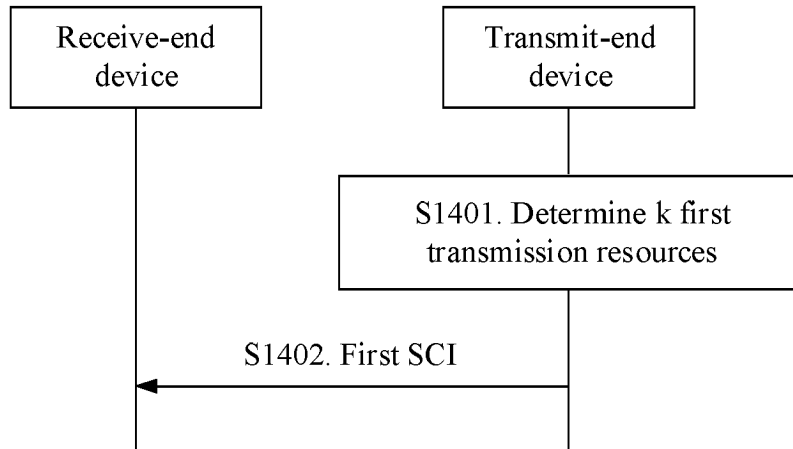 Receive-end
device
Transmit-end
device
S1401. Determine k first
transmission resources
S1402. First SCI